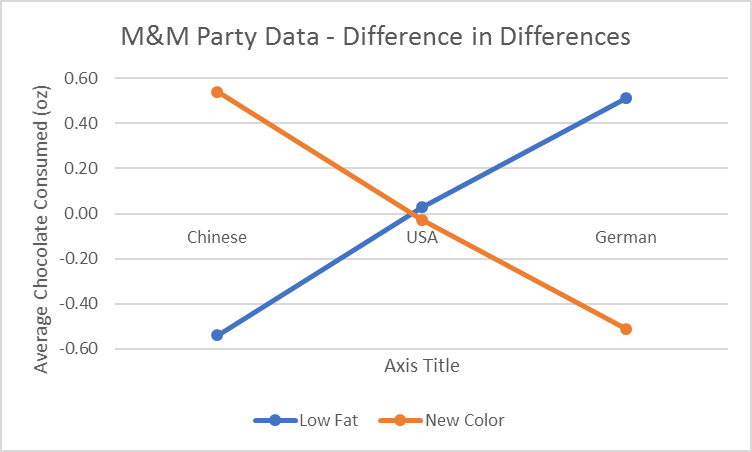 M&M Party Data - Difference in Differences
Average Chocolate Consumed (oz)
0.60
0.40
0.20
0.00
-0.20
-0.40
-0.60
Chinese USA German
Axis Title
Low Fat New Color